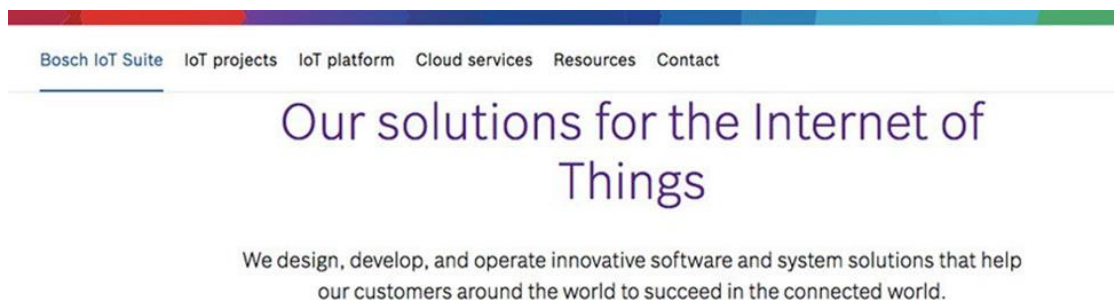 Bosch IoT Suite IoT projects IoT platform Cloud services Resources Contact
Our solutions for the Internet of
Things
We design, develop, and operate innovative software and system solutions that help
our customers around the world to succeed in the connected world.